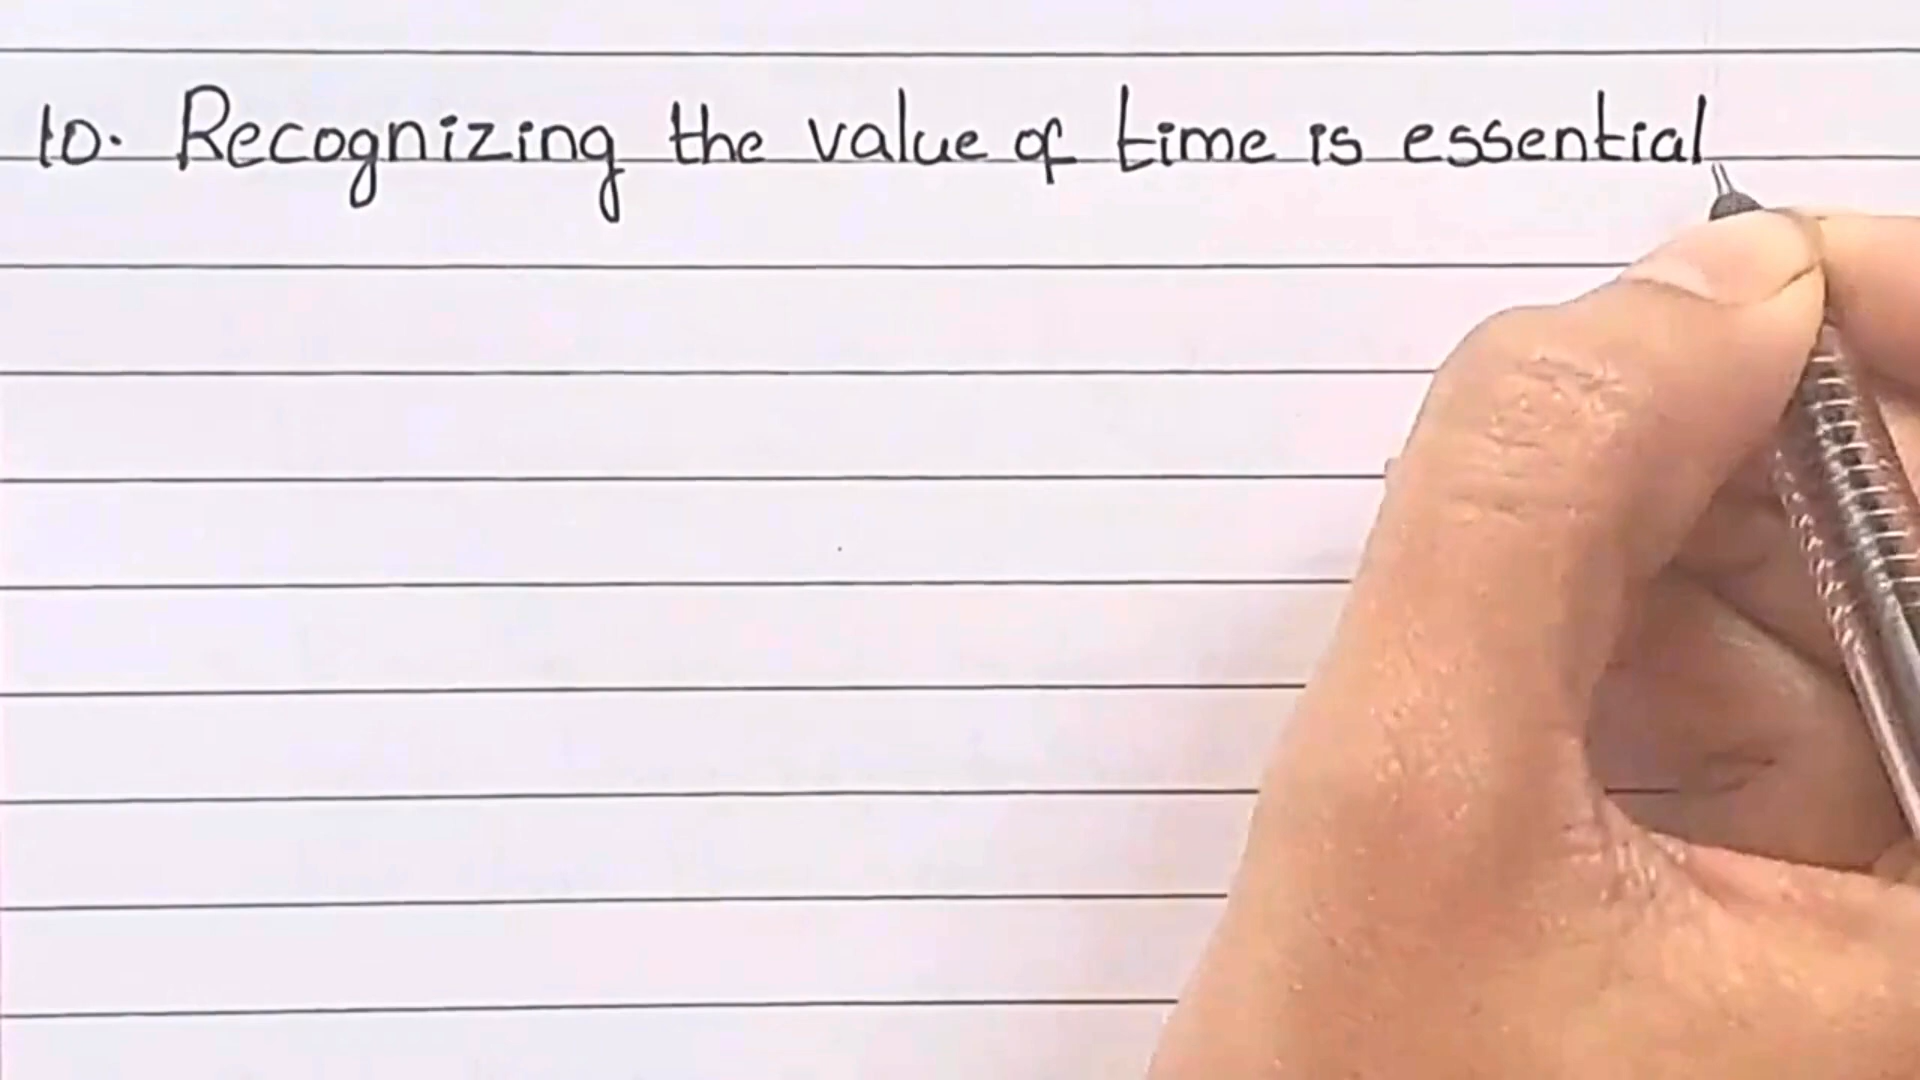 10. Recognizing the value of time is essential